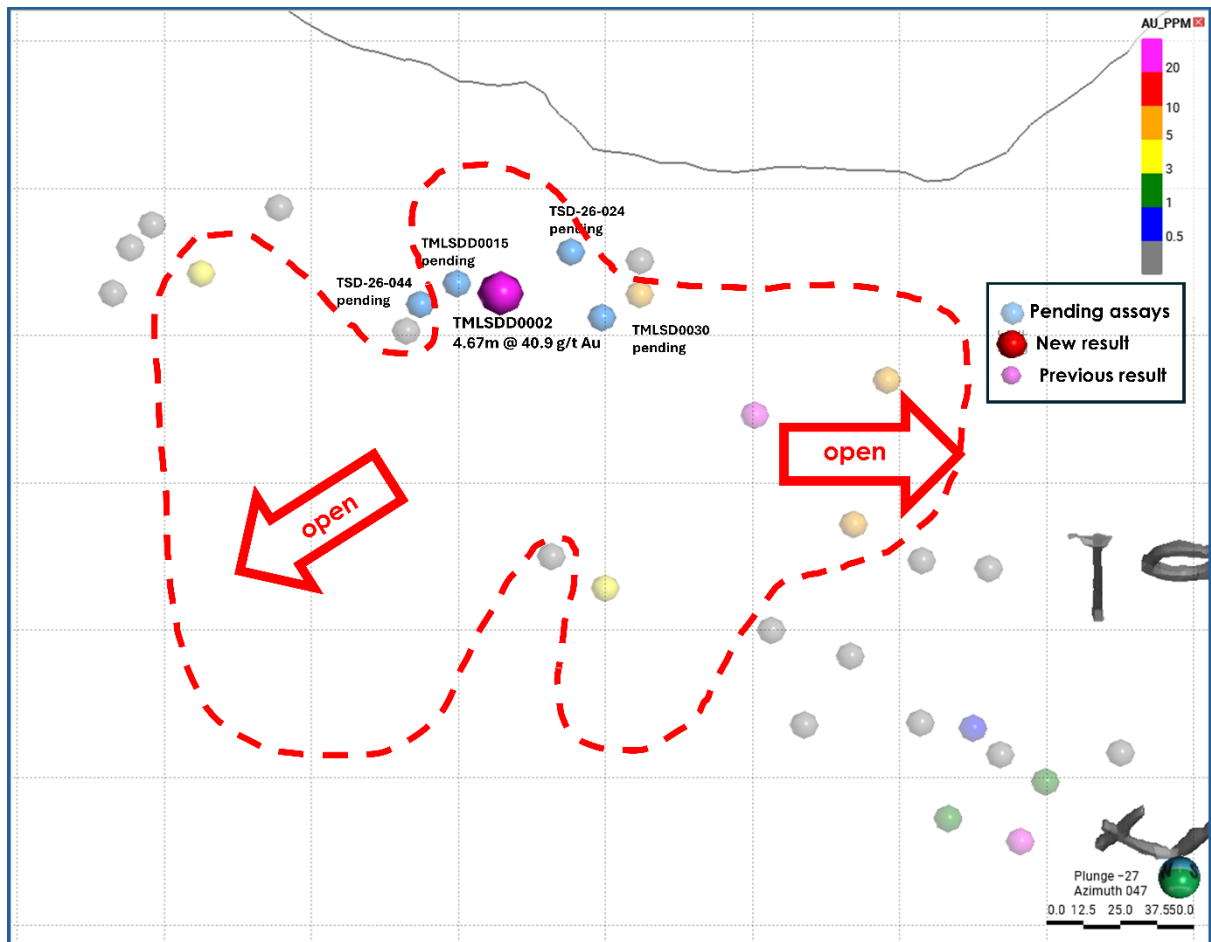 AU_PPM
20
10
5
3
1
0.5
TSD-26-024
pending
TMLSDD0015
pending
TSD-26-044
pending
TMLSDD0002
4.67m @ 40.9 g/t Au
TMLSD0030
pending
Pending assays
New result
Previous result
open
open
Plunge -27
Azimuth 047
0.0 12.5 25.0 37.550.0